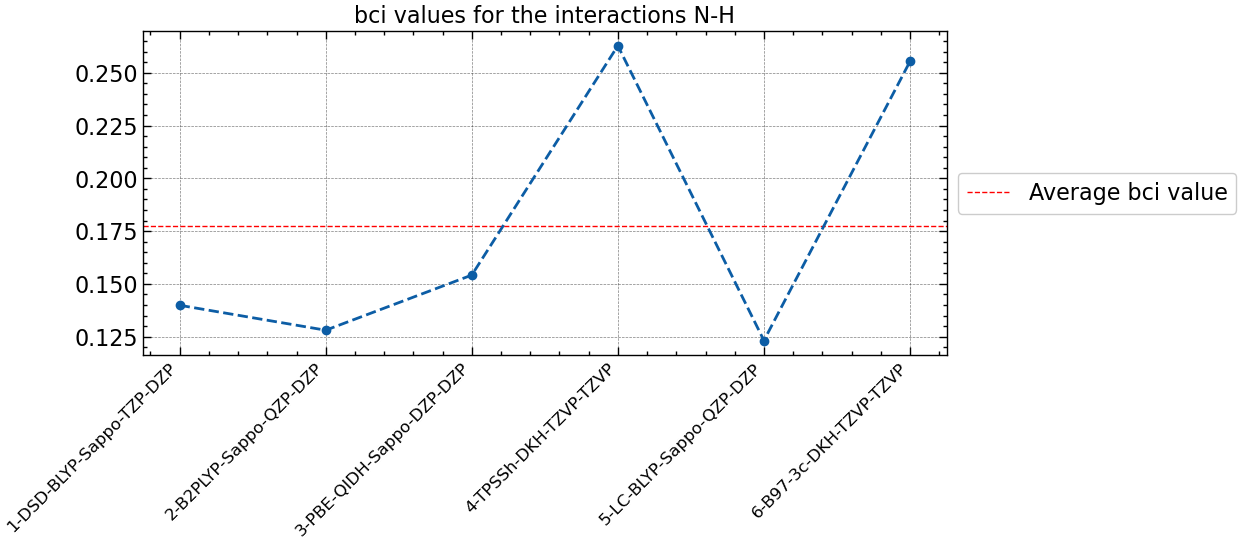 bci values for the interactions N-H
0.250
0.225
0.200
0.175
0.150
0.125
Average bci value
1-DSD-BLYP-Sappo-TZP-DZP
2-B2PLYP-Sappo-QZP-DZP
3-PBE-QIDH-Sappo-DZP-DZP
4-TPSSh-DKH-TZVP-TZVP
5-LC-BLYP-Sappo-QZP-DZP
6-B97-3c-DKH-TZVP-TZVP